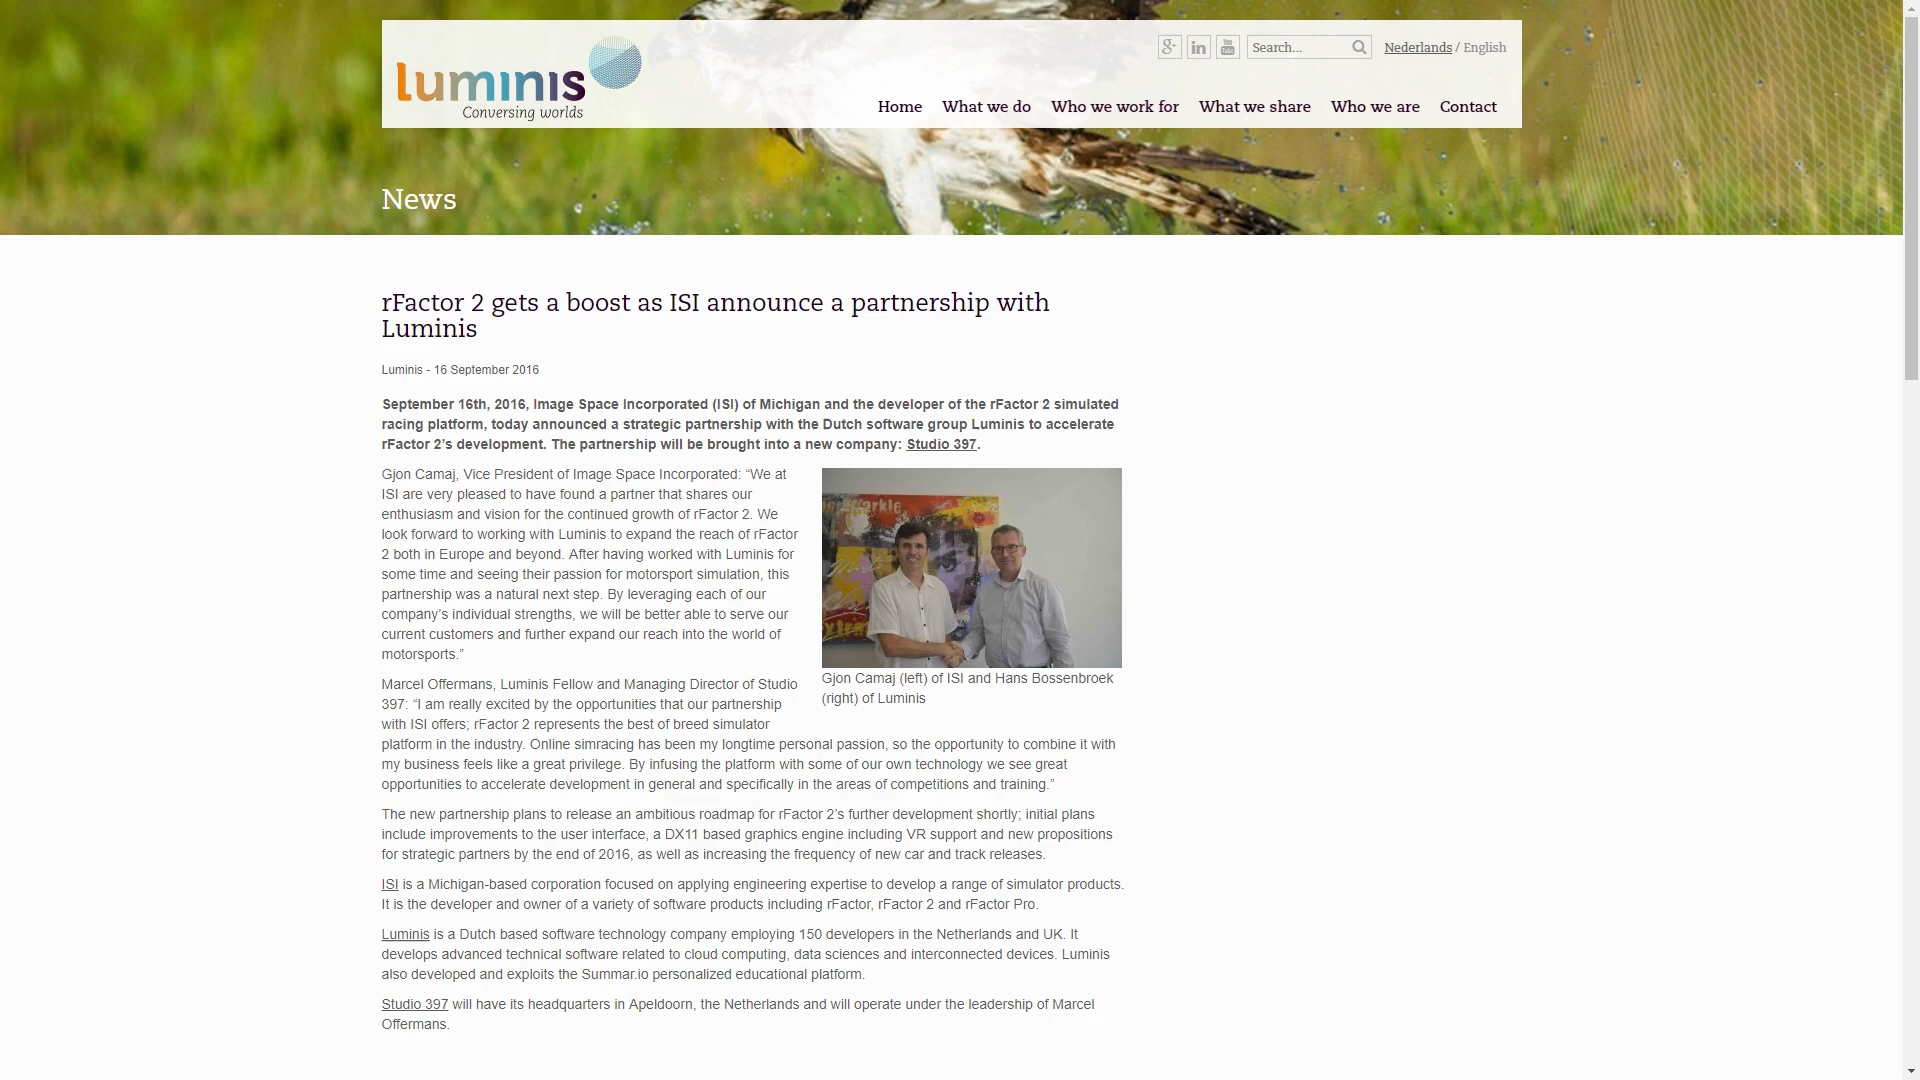 luminis
Conversing worlds
Search...
Nederlands / English
Home What we do Who we work for What we share Who we are Contact
News
rFactor 2 gets a boost as ISI announce a partnership with
Luminis
Luminis - 16 September 2016
September 16th, 2016, Image Space Incorporated (ISI) of Michigan and the developer of the rFactor 2 simulated
racing platform, today announced a strategic partnership with the Dutch software group Luminis to accelerate
rFactor 2’s development. The partnership will be brought into a new company: Studio 397.
Gjon Camaj, Vice President of Image Space Incorporated: “We at
ISI are very pleased to have found a partner that shares our
enthusiasm and vision for the continued growth of rFactor 2. We
look forward to working with Luminis to expand the reach of rFactor
2 both in Europe and beyond. After having worked with Luminis for
some time and seeing their passion for motorsport simulation, this
partnership was a natural next step. By leveraging each of our
company’s individual strengths, we will be better able to serve our
current customers and further expand our reach into the world of
motorsports.”
Gjon Camaj (left) of ISI and Hans Bossenbroek
(right) of Luminis
Marcel Offermans, Luminis Fellow and Managing Director of Studio
397: “I am really excited by the opportunities that our partnership
with ISI offers; rFactor 2 represents the best of breed simulator
platform in the industry. Online simracing has been my longtime personal passion, so the opportunity to combine it with
my business feels like a great privilege. By infusing the platform with some of our own technology we see great
opportunities to accelerate development in general and specifically in the areas of competitions and training.”
The new partnership plans to release an ambitious roadmap for rFactor 2’s further development shortly; initial plans
include improvements to the user interface, a DX11 based graphics engine including VR support and new propositions
for strategic partners by the end of 2016, as well as increasing the frequency of new car and track releases.
ISI is a Michigan-based corporation focused on applying engineering expertise to develop a range of simulator products.
It is the developer and owner of a variety of software products including rFactor, rFactor 2 and rFactor Pro.
Luminis is a Dutch based software technology company employing 150 developers in the Netherlands and UK. It
develops advanced technical software related to cloud computing, data sciences and interconnected devices. Luminis
also developed and exploits the Summar.io personalized educational platform.
Studio 397 will have its headquarters in Apeldoorn, the Netherlands and will operate under the leadership of Marcel
Offermans.